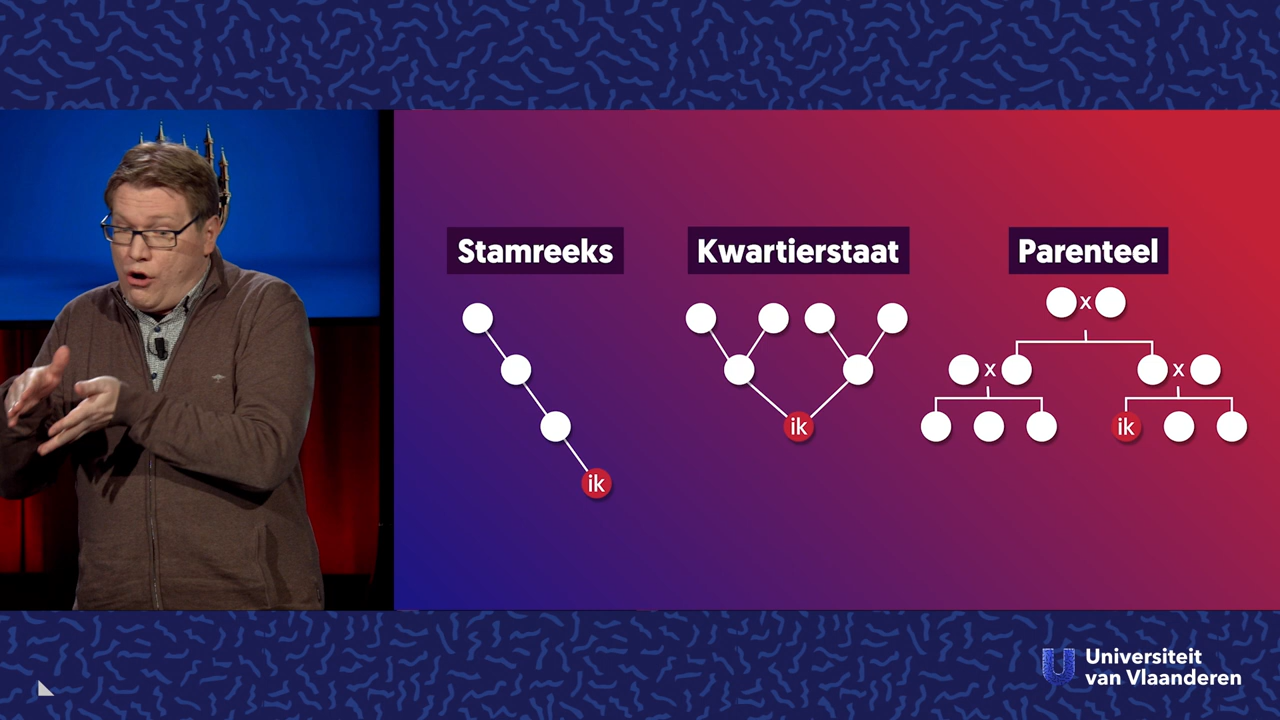 Stamreeks
Kwartierstaat
Parenteel
x
x
x
ik
ik
ik
Universiteit
van Vlaanderen